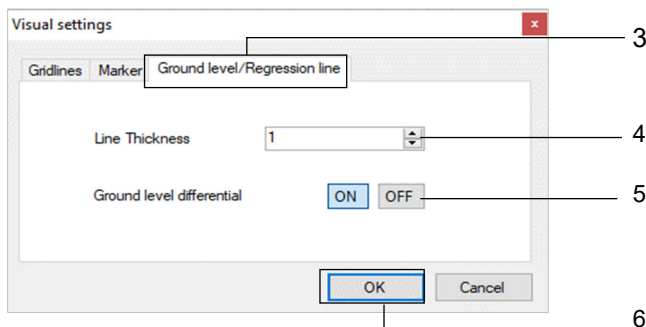 Visual settings x
3
Gridlines Marker Ground level/Regression line
Line Thickness 1
4
Ground level differential ON OFF
5
OK Cancel
6